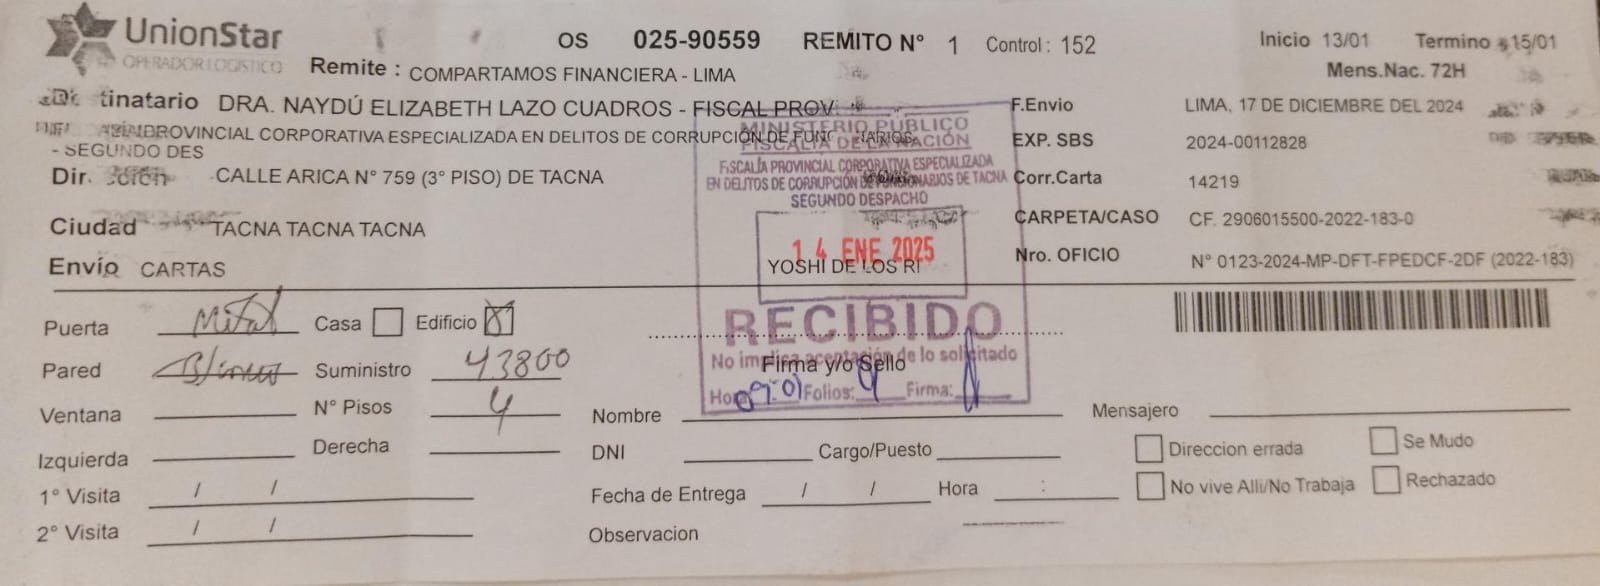 UnionStar
OPERADOR LOGISTICO
OS 025-90559 REMITO N° 1 Control : 152
Inicio 13/01 Termino 15/01
Mens.Nac. 72H
Remite : COMPARTAMOS FINANCIERA - LIMA
tinatario DRA. NAYDÚ ELIZABETH LAZO CUADROS - FISCAL PROV
PROVINCIAL CORPORATIVA ESPECIALIZADA EN DELITOS DE CORRUPCIÓN DE
- SEGUNDO DES
Dir. CALLE ARICA N° 759 (3° PISO) DE TACNA
Ciudad TACNA TACNA TACNA
Envío CARTAS
F.Envio LIMA, 17 DE DICIEMBRE DEL 2024
EXP. SBS 2024-00112828
Corr.Carta 14219
CARPETA/CASO CF. 2906015500-2022-183-0
Nro. OFICIO N° 0123-2024-MP-DFT-FPEDCF-2DF (2022-183)
MINISTERIO PÚBLICO
FISCALÍA DE LA NACIÓN
FISCALÍA PROVINCIAL CORPORATIVA ESPECIALIZADA
EN DELITOS DE CORRUPCIÓN DE FUNCIONARIOS DE TACNA
SEGUNDO DESPACHO
14 ENE 2025
YOSHI DE LOS RI
RECIBIDO
No implica aceptación de lo solicitado
Firma y/o Sello
Hora 09:01 Folios: 4 Firma:
Puerta Metal Casa Edificio X
Pared Blanco Suministro 43800
Ventana N° Pisos 4
Izquierda Derecha
1° Visita / /
2° Visita / /
Nombre
DNI Cargo/Puesto
Fecha de Entrega / / Hora :
Observacion
Mensajero
Direccion errada Se Mudo
No vive Alli/No Trabaja Rechazado